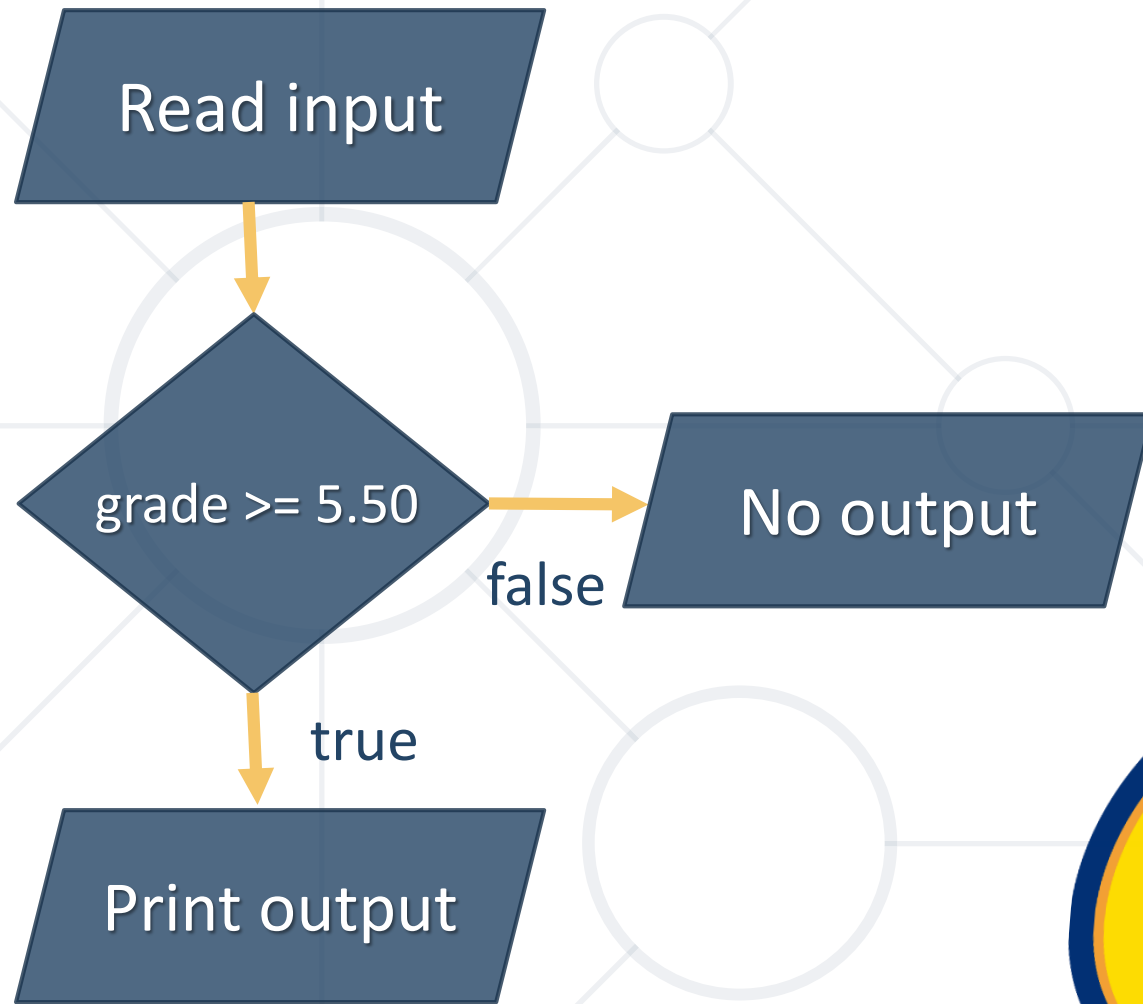 Read input
grade >= 5.50
No output
false
true
Print output